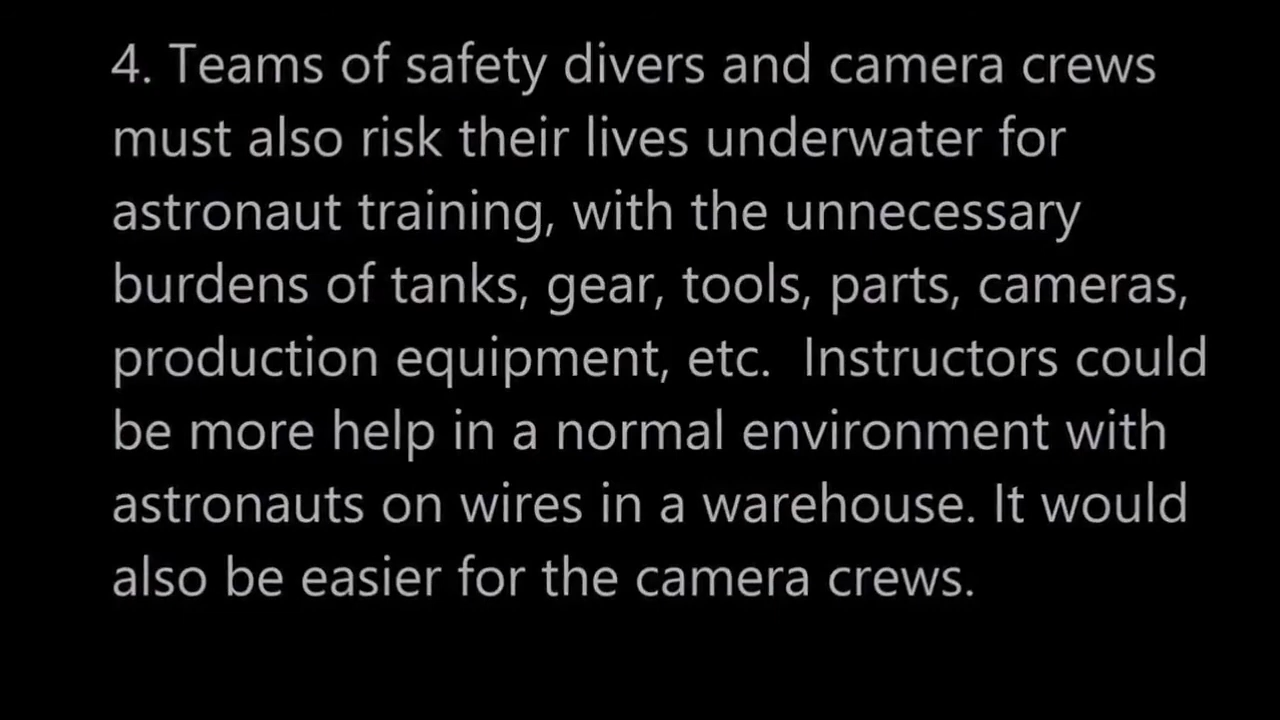 4. Teams of safety divers and camera crews
must also risk their lives underwater for
astronaut training, with the unnecessary
burdens of tanks, gear, tools, parts, cameras,
production equipment, etc.  Instructors could
be more help in a normal environment with
astronauts on wires in a warehouse. It would
also be easier for the camera crews.